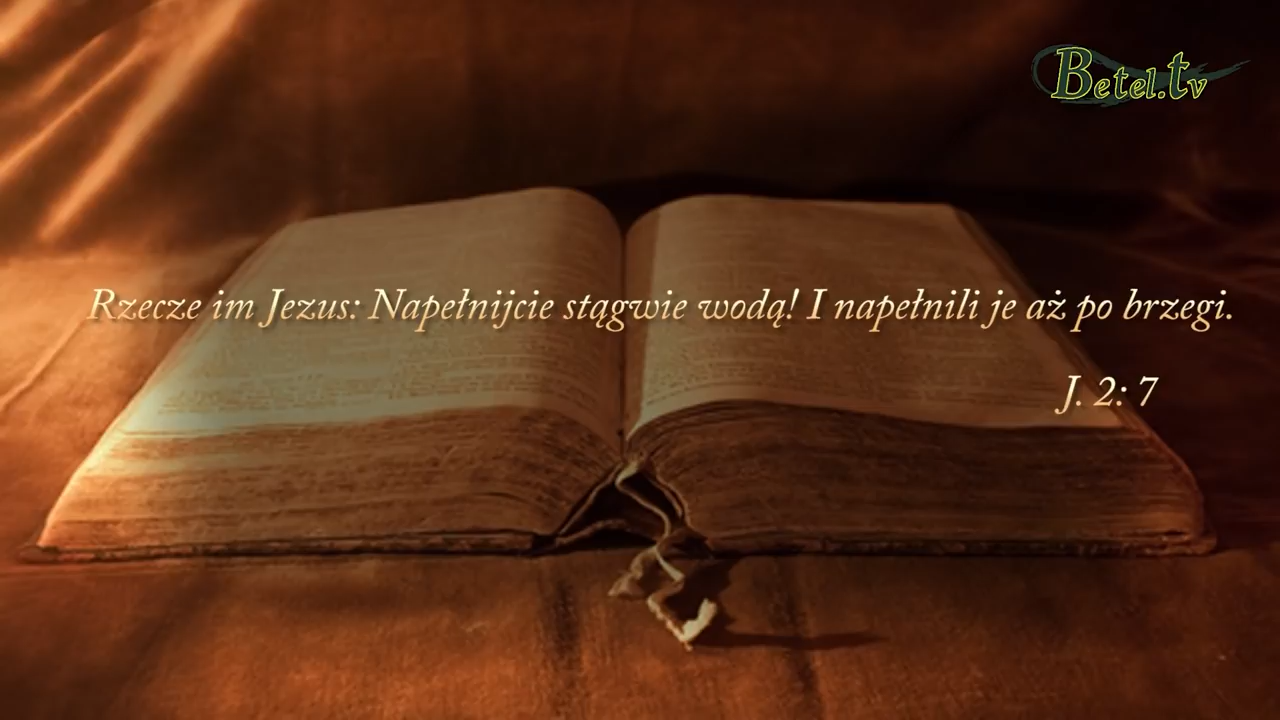 Betel.tv
Rzecze im Jezus: Napełnijcie stągwie wodą! I napełnili je aż po brzegi.
J. 2: 7